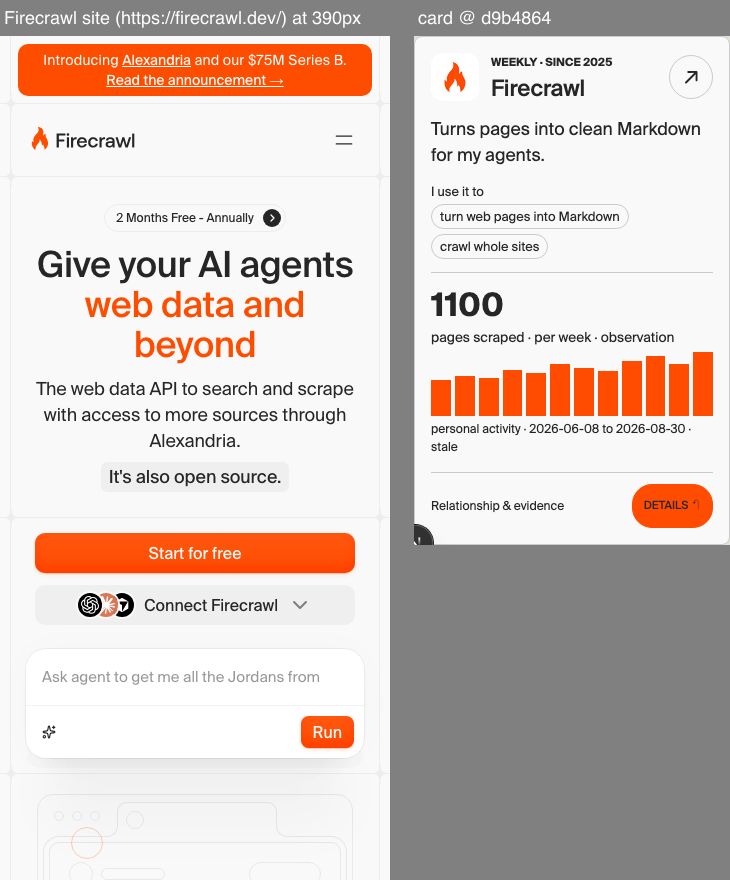 Firecrawl site (https://firecrawl.dev/) at 390px
Introducing Alexandria and our $75M Series B.
Read the announcement →
Firecrawl
2 Months Free - Annually
Give your AI agents
web data and
beyond
The web data API to search and scrape
with access to more sources through
Alexandria.
It's also open source.
Start for free
Connect Firecrawl
Ask agent to get me all the Jordans from
Run
card @ d9b4864
WEEKLY · SINCE 2025
Firecrawl
Turns pages into clean Markdown
for my agents.
I use it to
turn web pages into Markdown
crawl whole sites
1100
pages scraped · per week · observation
personal activity · 2026-06-08 to 2026-08-30 ·
stale
Relationship & evidence
DETAILS